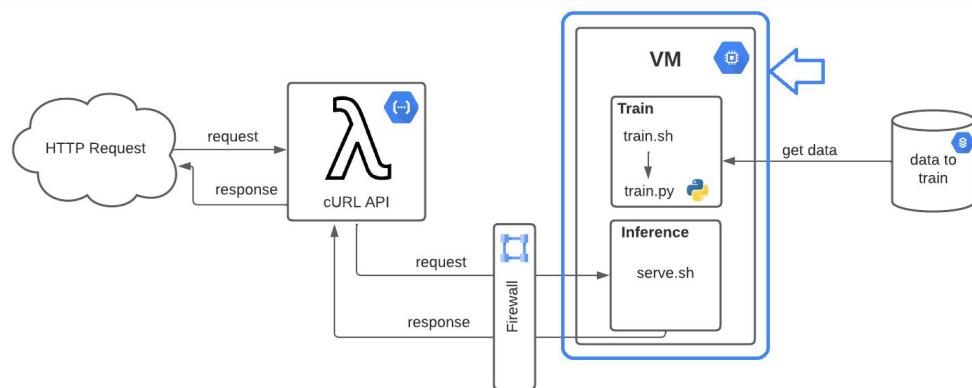 HTTP Request
request
response
cURL API
request
response
Firewall
VM
Train
train.sh
train.py
Inference
serve.sh
get data
data to
train